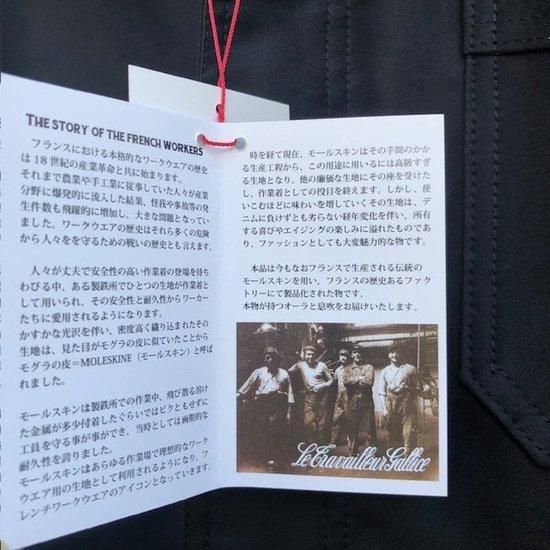 THE STORY OF THE FRENCH WORKERS
フランスにおける本格的なワークウエアの歴史
は18世紀の産業革命と共に始まります。
それまで農業や手工業に従事していた人々が産業
分野に爆発的に流入した結果、怪我や事故等の発
生件数も飛躍的に増加し、大きな問題となってい
ました。ワークウエアの歴史はそれら多くの危険
から人々をを守るための戦いの歴史とも言えます。
人々が丈夫で安全性の高い作業着の登場を待ち
わびる中、ある製鉄所でひとつの生地が作業着と
して用いられ、その安全性と耐久性からワーカー
たちに愛用されるようになります。
かすかな光沢を伴い、密度高く織り込まれたその
生地は、見た目がモグラの皮に似ていたことから
モグラの皮=MOLESKINE（モールスキン）と呼ば
れました。
モールスキンは製鉄所での作業中、飛び散る溶け
た金属が多少付着したぐらいではビクともせずに
工員を守る事が事ができ、当時としては画期的な
耐久性を誇りました。
モールスキンはあらゆる作業場で理想的なワーク
ウエア用の生地として利用されるようになり、フ
レンチワークウエアのアイコンとなっていきます。
時を経て現在、モールスキンはその手間のかか
る生産工程から、この用途に用いるには高級すぎ
る生地となり、他の廉価な生地にその座を受けわた
し、作業着としての役目を終えます。しかし、使
い込むほどに味わいを増していくその生地は、デ
ニムに負けずとも劣らない経年変化を伴い、所有
する喜びやエイジングの楽しみに溢れたものであ
り、ファッションとしても大変魅力的な物です。
本品は今もなおフランスで生産される伝統の
モールスキンを用い、フランスの歴史あるファク
トリーにて製品化された物です。
本物が持つオーラと息吹をお届けいたします。
Le Travailleur Gallice